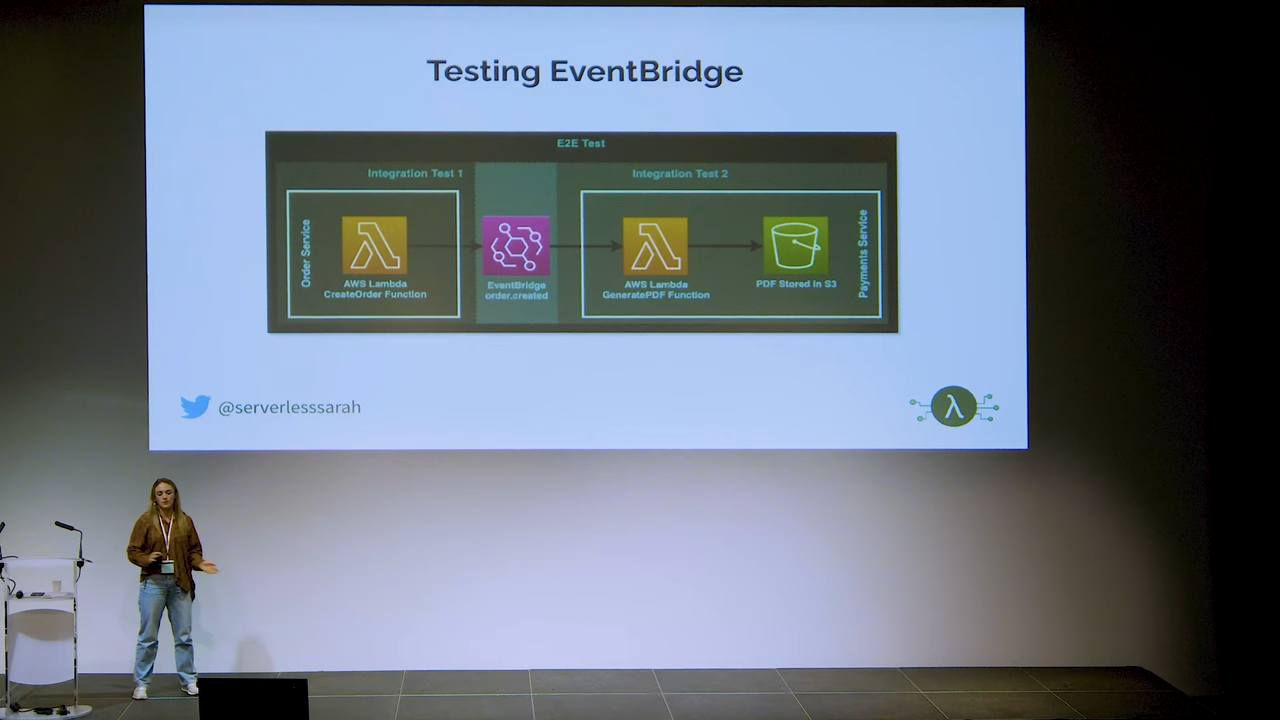 Testing EventBridge
E2E Test
Integration Test 1
Integration Test 2
Order Service
AWS Lambda
CreateOrder Function
EventBridge
order.created
AWS Lambda
GeneratePDF Function
PDF Stored in S3
Payments Service
@serverlesssarah
λ